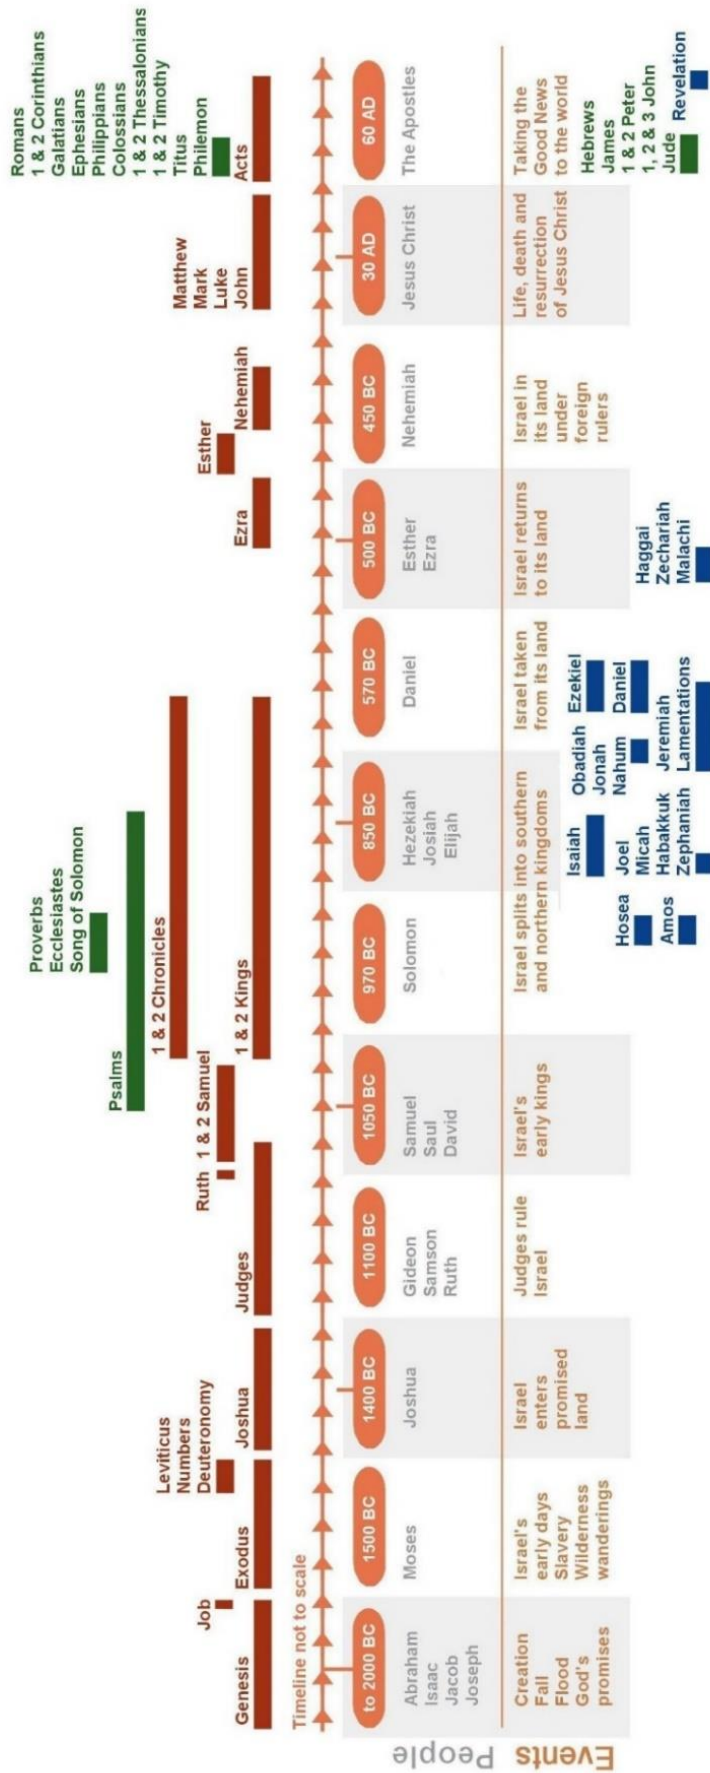 Proverbs
Ecclesiastes
Song of Solomon
Psalms
1 & 2 Chronicles
Ruth
1 & 2 Samuel
1 & 2 Kings
Leviticus
Numbers
Deuteronomy
Job
Genesis
Exodus
Joshua
Judges
Ezra
Esther
Nehemiah
Matthew
Mark
Luke
John
Romans
1 & 2 Corinthians
Galatians
Ephesians
Philippians
Colossians
1 & 2 Thessalonians
1 & 2 Timothy
Titus
Philemon
Acts
Timeline not to scale
to 2000 BC
1500 BC
1400 BC
1100 BC
1050 BC
970 BC
850 BC
570 BC
500 BC
450 BC
30 AD
60 AD
People
Abraham
Isaac
Jacob
Joseph
Moses
Joshua
Gideon
Samson
Ruth
Samuel
Saul
David
Solomon
Hezekiah
Josiah
Elijah
Daniel
Esther
Ezra
Nehemiah
Jesus Christ
The Apostles
Events
Creation
Fall
Flood
God's
promises
Israel's
early days
Slavery
Wilderness
wanderings
Israel
enters
promised
land
Judges rule
Israel
Israel's
early kings
Israel splits into southern
and northern kingdoms
Israel taken
from its land
Israel returns
to its land
Israel in
its land
under
foreign
rulers
Life, death and
resurrection
of Jesus Christ
Taking the
Good News
to the world
Hosea
Amos
Isaiah
Joel
Micah
Habakkuk
Zephaniah
Obadiah
Jonah
Nahum
Jeremiah
Lamentations
Ezekiel
Daniel
Haggai
Zechariah
Malachi
Hebrews
James
1 & 2 Peter
1, 2 & 3 John
Jude
Revelation